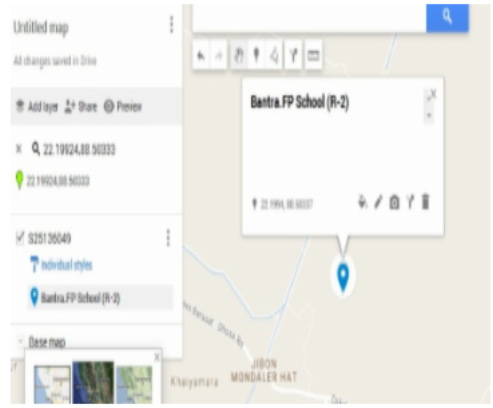 Untitled map
All changes saved in Drive
Add layer Share Preview
22.19924,88.50333
22.19924,88.50333
S25136049
Individual styles
Bantra.FP School (R-2)
Base map
Bantra.FP School (R-2)
JIBON
MONDALER HAT
Khaiyamara